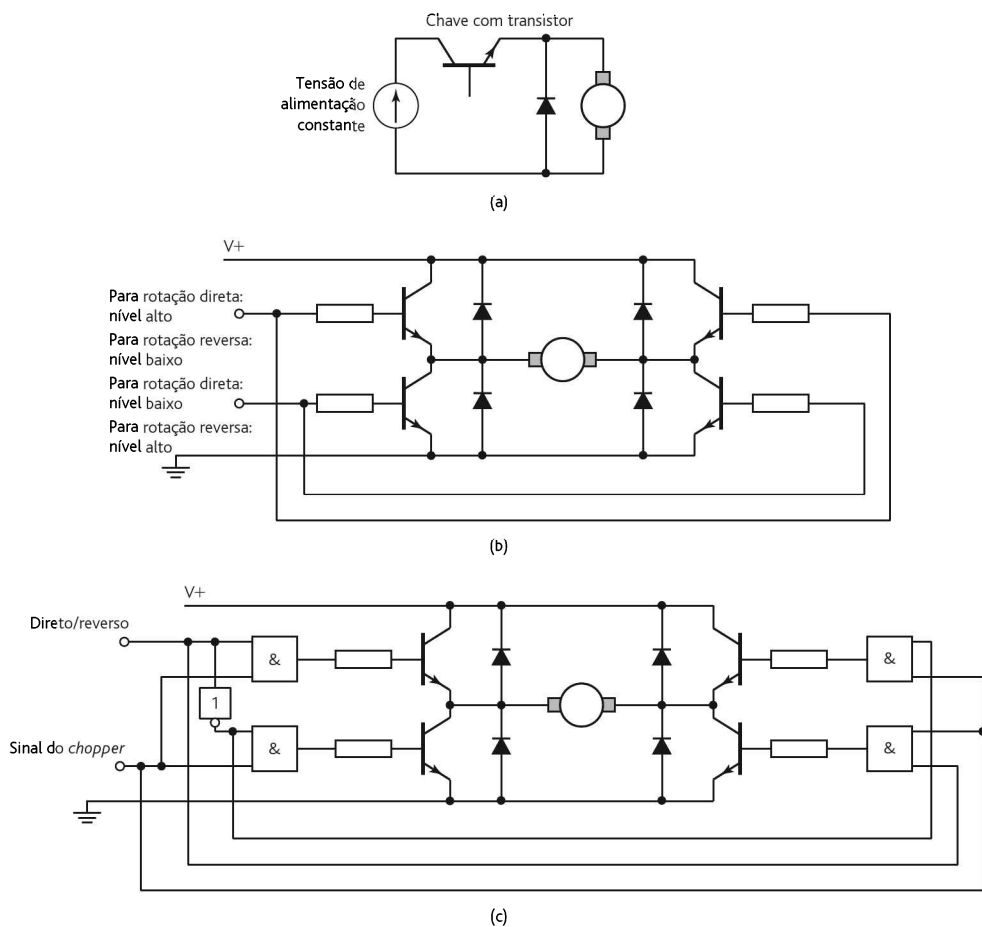 Chave com transistor
Tensão de
alimentação
constante
(a)
V+
Para rotação direta:
nível alto
Para rotação reversa:
nível baixo
Para rotação direta:
nível baixo
Para rotação reversa:
nível alto
(b)
V+
Direto/reverso
&
&
1
Sinal do chopper
&
&
(c)